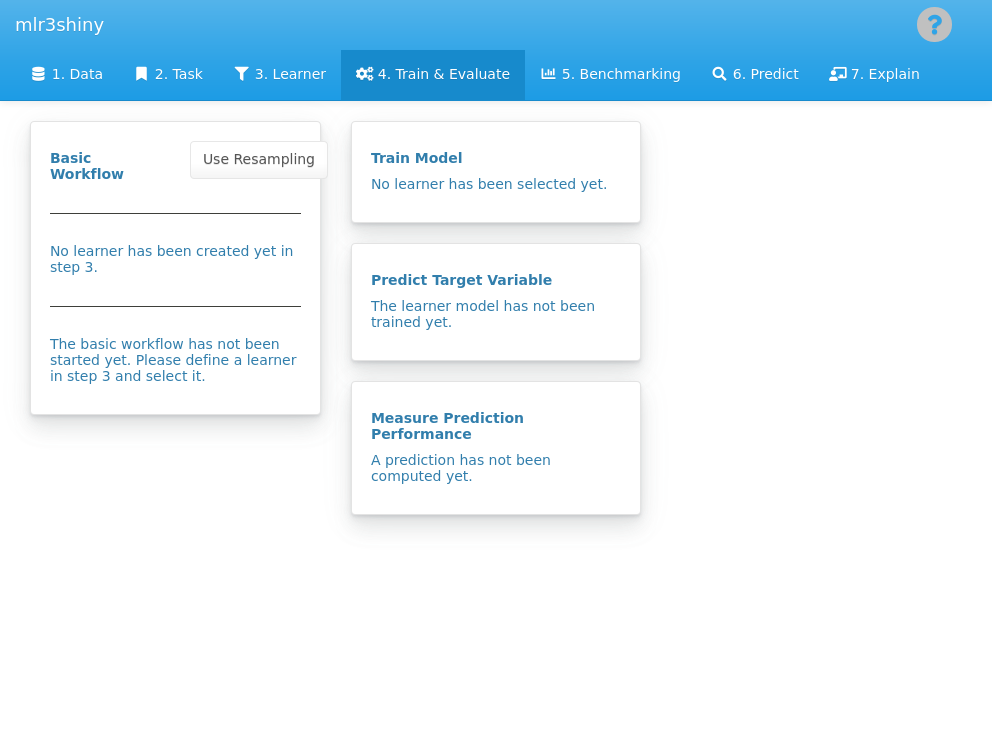 mlr3shiny
?
1. Data
2. Task
3. Learner
4. Train & Evaluate
5. Benchmarking
6. Predict
7. Explain
Basic
Workflow
Use Resampling
No learner has been created yet in
step 3.
The basic workflow has not been
started yet. Please define a learner
in step 3 and select it.
Train Model
No learner has been selected yet.
Predict Target Variable
The learner model has not been
trained yet.
Measure Prediction
Performance
A prediction has not been
computed yet.